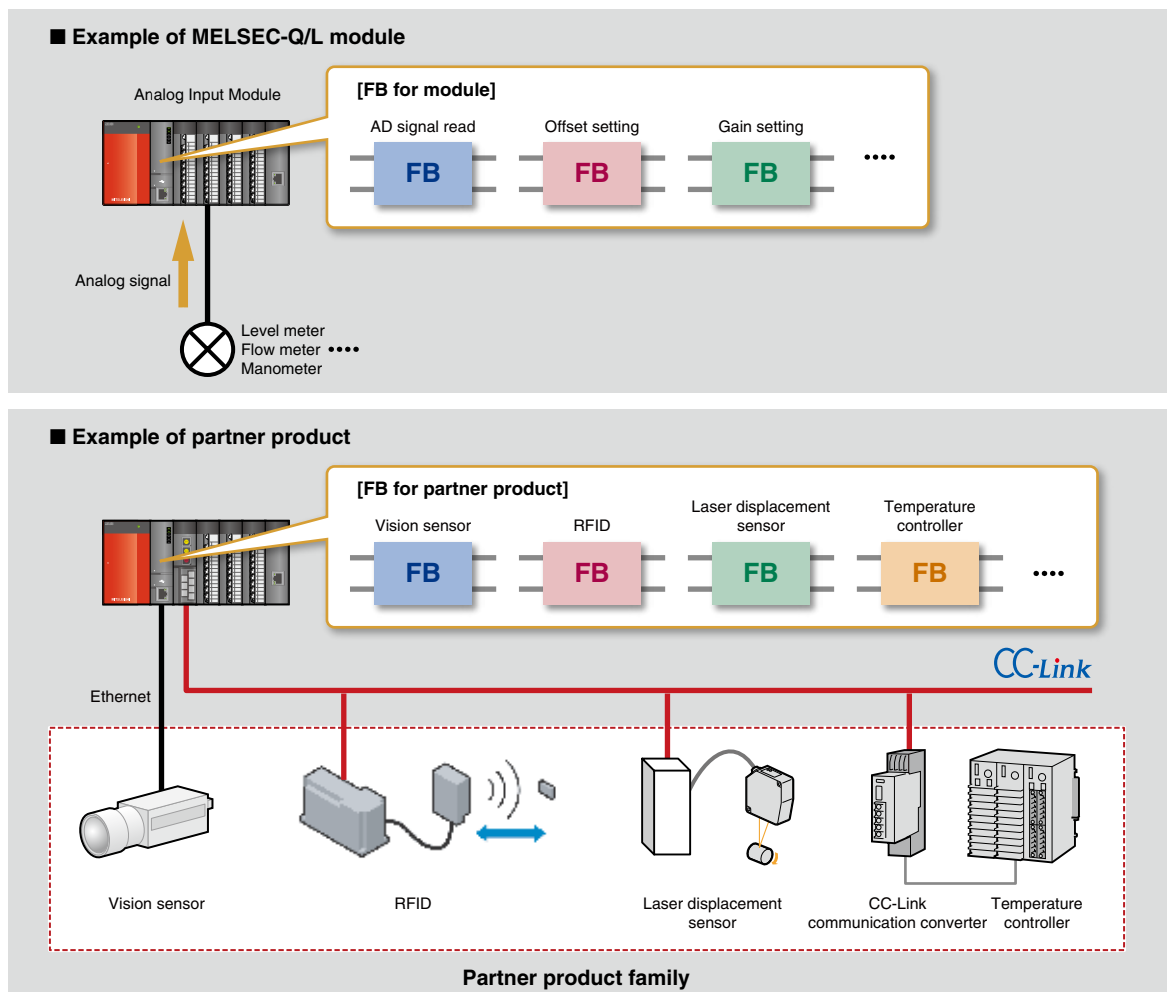 ■ Example of MELSEC-Q/L module
Analog Input Module
[FB for module]
AD signal read
Offset setting
Gain setting
FB
FB
FB
••••
MITSUBISHI
Analog signal
Level meter
Flow meter ••••
Manometer
■ Example of partner product
[FB for partner product]
Vision sensor
RFID
Laser displacement
sensor
Temperature
controller
FB
FB
FB
FB
••••
CC-Link
Ethernet
Vision sensor
RFID
Laser displacement
sensor
CC-Link
communication converter
Temperature
controller
Partner product family